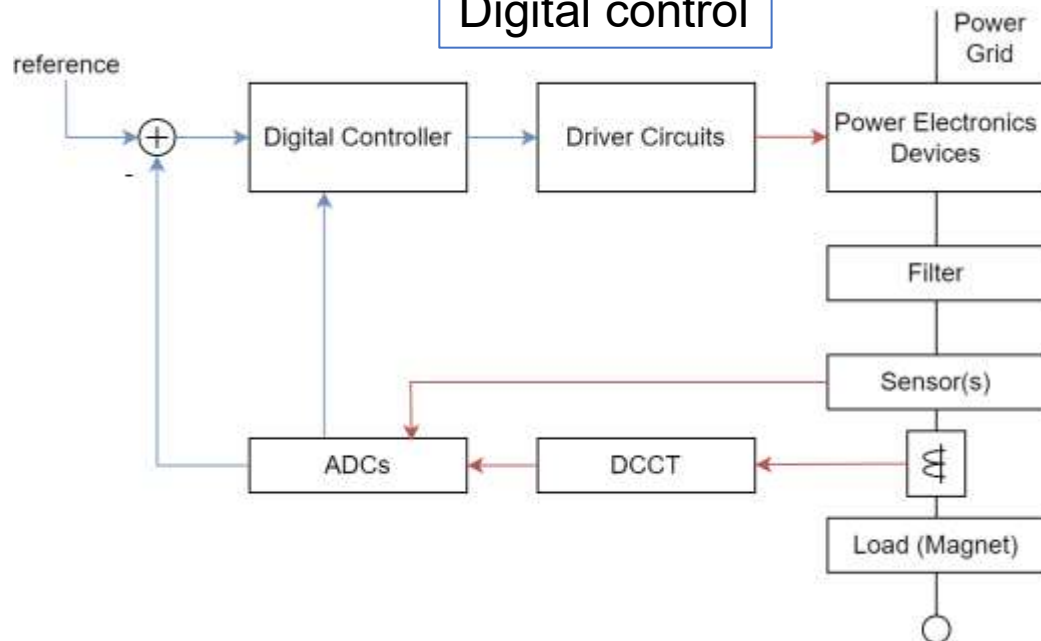 Digital control
Power
Grid
reference
+
Digital Controller
Driver Circuits
Power Electronics
Devices
-
Filter
Sensor(s)
ADCs
DCCT
Load (Magnet)